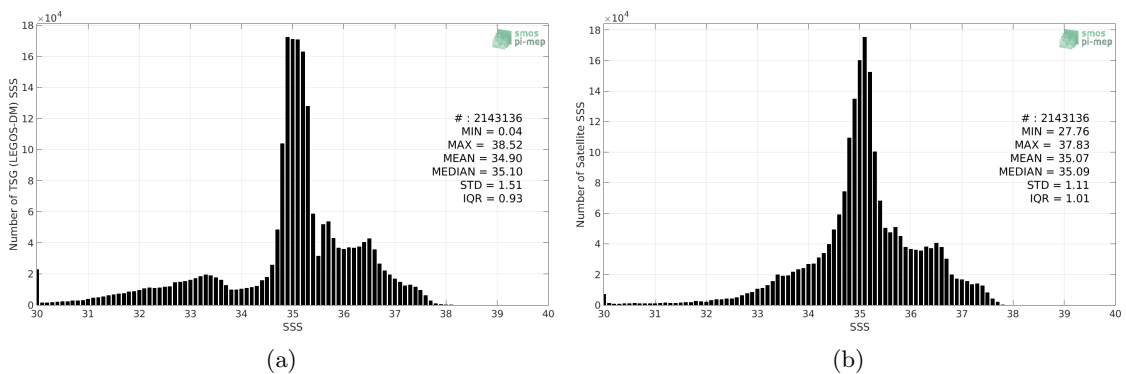 ×10⁴
18
16
14
12
10
8
6
4
2
0
Number of TSG (LEGOS-DM) SSS
smos
pi-mep
# : 2143136
MIN = 0.04
MAX = 38.52
MEAN = 34.90
MEDIAN = 35.10
STD = 1.51
IQR = 0.93
30 31 32 33 34 35 36 37 38 39 40
SSS
(a)
×10⁴
18
16
14
12
10
8
6
4
2
0
Number of Satellite SSS
smos
pi-mep
# : 2143136
MIN = 27.76
MAX = 37.83
MEAN = 35.07
MEDIAN = 35.09
STD = 1.11
IQR = 1.01
30 31 32 33 34 35 36 37 38 39 40
SSS
(b)